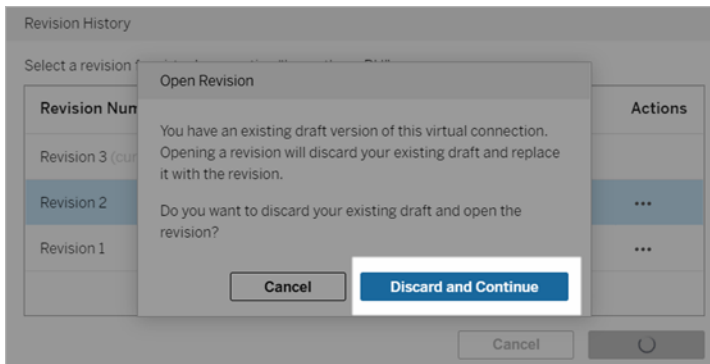 Revision History
Select a revision
Open Revision
Revision Num
Actions
You have an existing draft version of this virtual connection.
Opening a revision will discard your existing draft and replace
it with the revision.
Revision 3 (cur
Revision 2
•••
Do you want to discard your existing draft and open the
revision?
Revision 1
•••
Cancel
Discard and Continue
Cancel